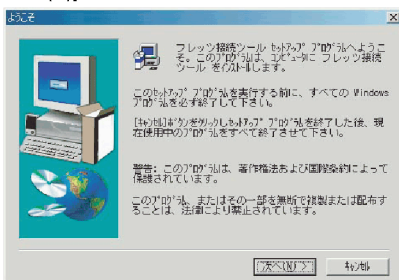 ようこそ
フレッツ接続ツール ｾｯﾄｱｯﾌﾟ ﾌﾟﾛｸﾞﾗﾑへようこ
そ。このﾌﾟﾛｸﾞﾗﾑは、ｺﾝﾋﾟｭｰﾀに フレッツ接続
ツール をｲﾝｽﾄｰﾙします。
このｾｯﾄｱｯﾌﾟ ﾌﾟﾛｸﾞﾗﾑを実行する前に、すべての Windows
ﾌﾟﾛｸﾞﾗﾑを必ず終了して下さい。
[ｷｬﾝｾﾙ]ﾎﾞﾀﾝをｸﾘｯｸしｾｯﾄｱｯﾌﾟ ﾌﾟﾛｸﾞﾗﾑを終了した後、現
在使用中のﾌﾟﾛｸﾞﾗﾑをすべて終了させて下さい。
警告: このﾌﾟﾛｸﾞﾗﾑは、著作権法および国際条約によって
保護されています。
このﾌﾟﾛｸﾞﾗﾑ、またはその一部を無断で複製または配布す
ることは、法律により禁止されています。
次へ(N) >
ｷｬﾝｾﾙ